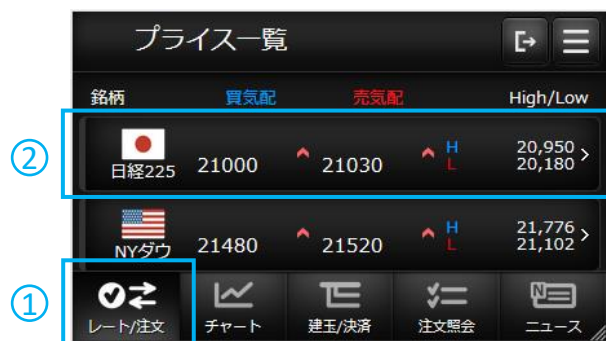 プライス一覧
銘柄 買気配 売気配 High/Low
② 日経225 21000 21030 H L 20,950 20,180
NYダウ 21480 21520 H L 21,776 21,102
① レート/注文 チャート 建玉/決済 注文照会 N ニュース